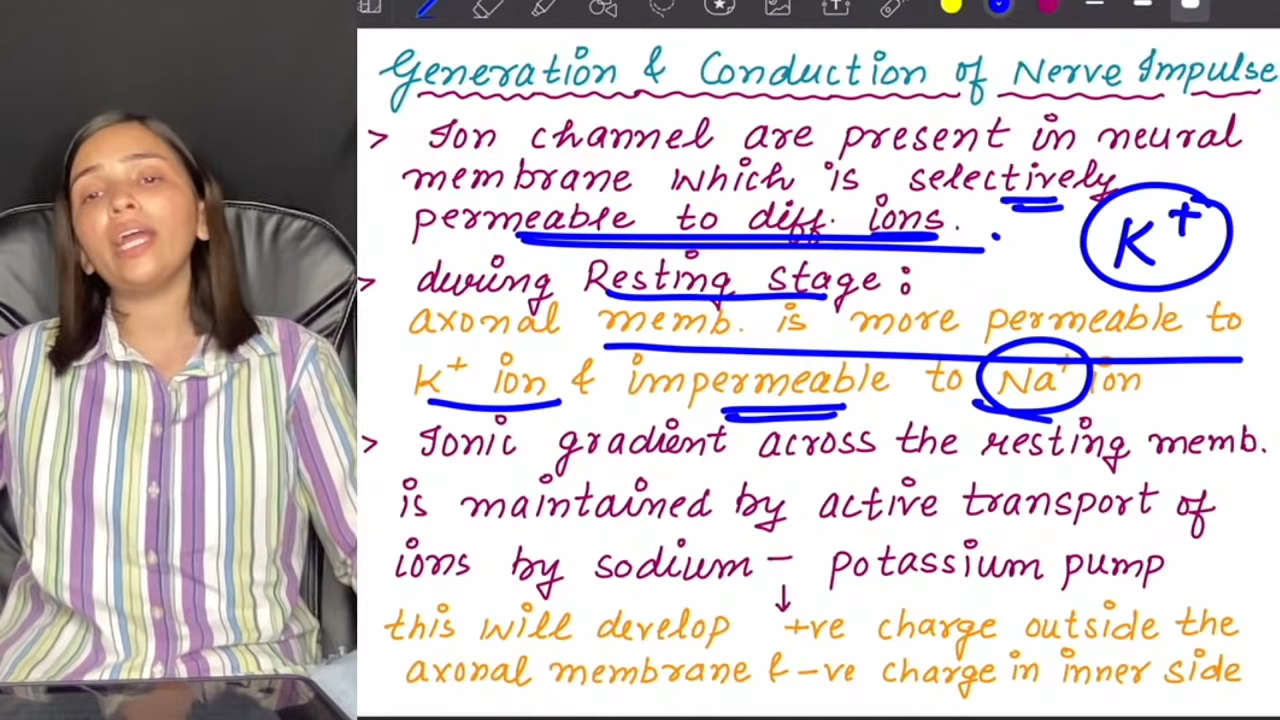 Generation & Conduction of Nerve Impulse
> Ion channel are present in neural
membrane which is selectively
permeable to diff. ions.
K+
> during Resting stage:
axonal memb. is more permeable to
K+ ion & impermeable to Na+ ion
> Ionic gradient across the resting memb.
is maintained by active transport of
ions by sodium - potassium pump
↓
this will develop +ve charge outside the
axonal membrane & -ve charge in inner side